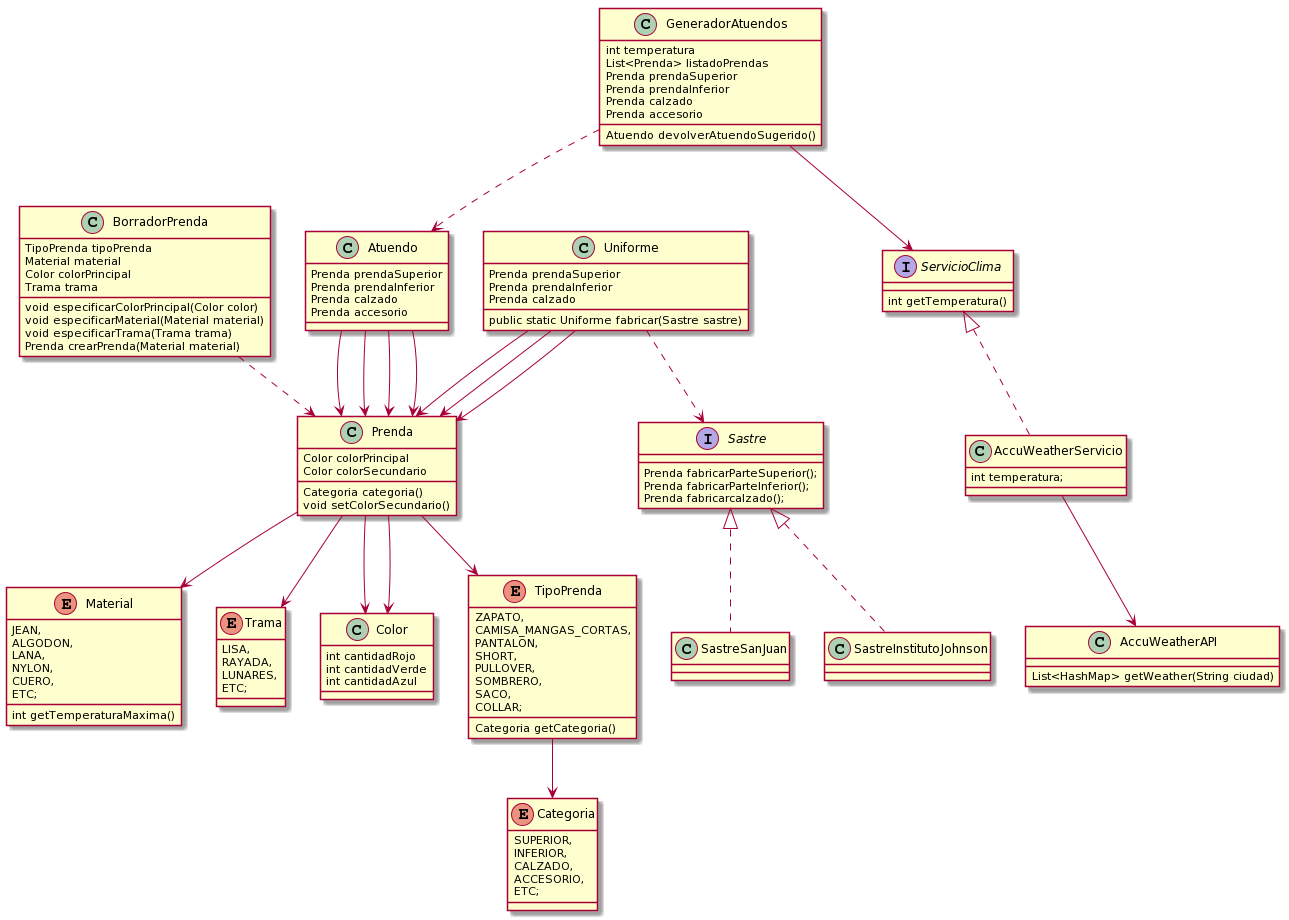 C GeneradorAtuendos
int temperatura
List<Prenda> listadoPrendas
Prenda prendaSuperior
Prenda prendaInferior
Prenda calzado
Prenda accesorio
Atuendo devolverAtuendoSugerido()
C BorradorPrenda
TipoPrenda tipoPrenda
Material material
Color colorPrincipal
Trama trama
void especificarColorPrincipal(Color color)
void especificarMaterial(Material material)
void especificarTrama(Trama trama)
Prenda crearPrenda(Material material)
C Atuendo
Prenda prendaSuperior
Prenda prendaInferior
Prenda calzado
Prenda accesorio
C Uniforme
Prenda prendaSuperior
Prenda prendaInferior
Prenda calzado
public static Uniforme fabricar(Sastre sastre)
I ServicioClima
int getTemperatura()
C Prenda
Color colorPrincipal
Color colorSecundario
Categoria categoria()
void setColorSecundario()
I Sastre
Prenda fabricarParteSuperior();
Prenda fabricarParteInferior();
Prenda fabricarcalzado();
C AccuWeatherServicio
int temperatura;
E Material
JEAN,
ALGODON,
LANA,
NYLON,
CUERO,
ETC;
int getTemperaturaMaxima()
E Trama
LISA,
RAYADA,
LUNARES,
ETC;
C Color
int cantidadRojo
int cantidadVerde
int cantidadAzul
E TipoPrenda
ZAPATO,
CAMISA_MANGAS_CORTAS,
PANTALON,
SHORT,
PULLOVER,
SOMBRERO,
SACO,
COLLAR;
Categoria getCategoria()
C SastreSanJuan
C SastreInstitutoJohnson
C AccuWeatherAPI
List<HashMap> getWeather(String ciudad)
E Categoria
SUPERIOR,
INFERIOR,
CALZADO,
ACCESORIO,
ETC;